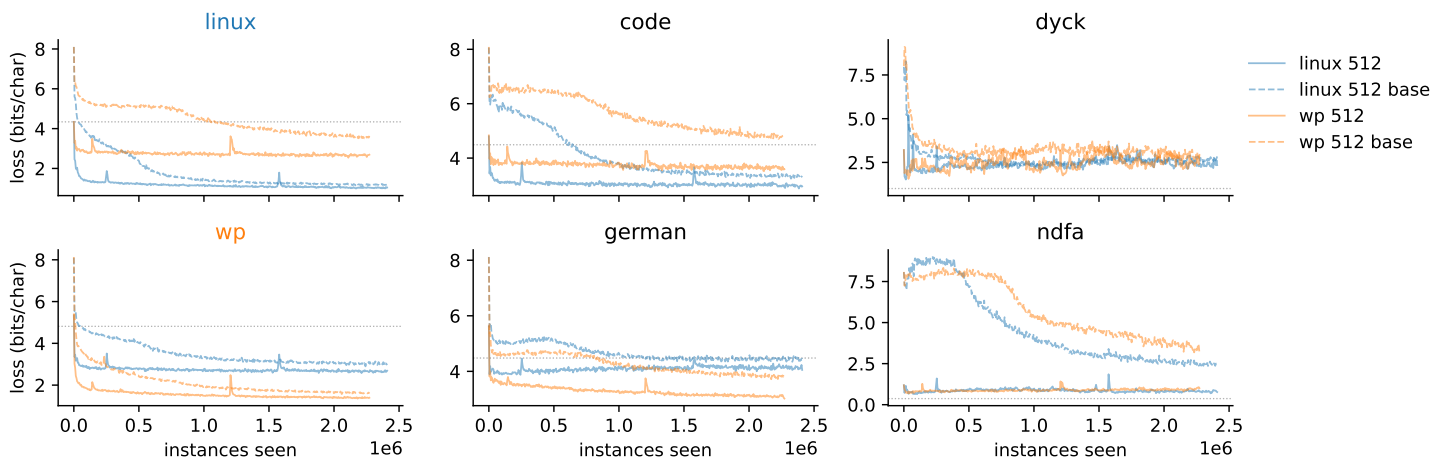 linux
code
dyck
loss (bits/char)
8
6
4
2
8
6
4
7.5
5.0
2.5
linux 512
linux 512 base
wp 512
wp 512 base
wp
german
ndfa
loss (bits/char)
8
6
4
2
8
6
4
7.5
5.0
2.5
0.0
0.0 0.5 1.0 1.5 2.0 2.5
0.0 0.5 1.0 1.5 2.0 2.5
0.0 0.5 1.0 1.5 2.0 2.5
instances seen 1e6
instances seen 1e6
instances seen 1e6